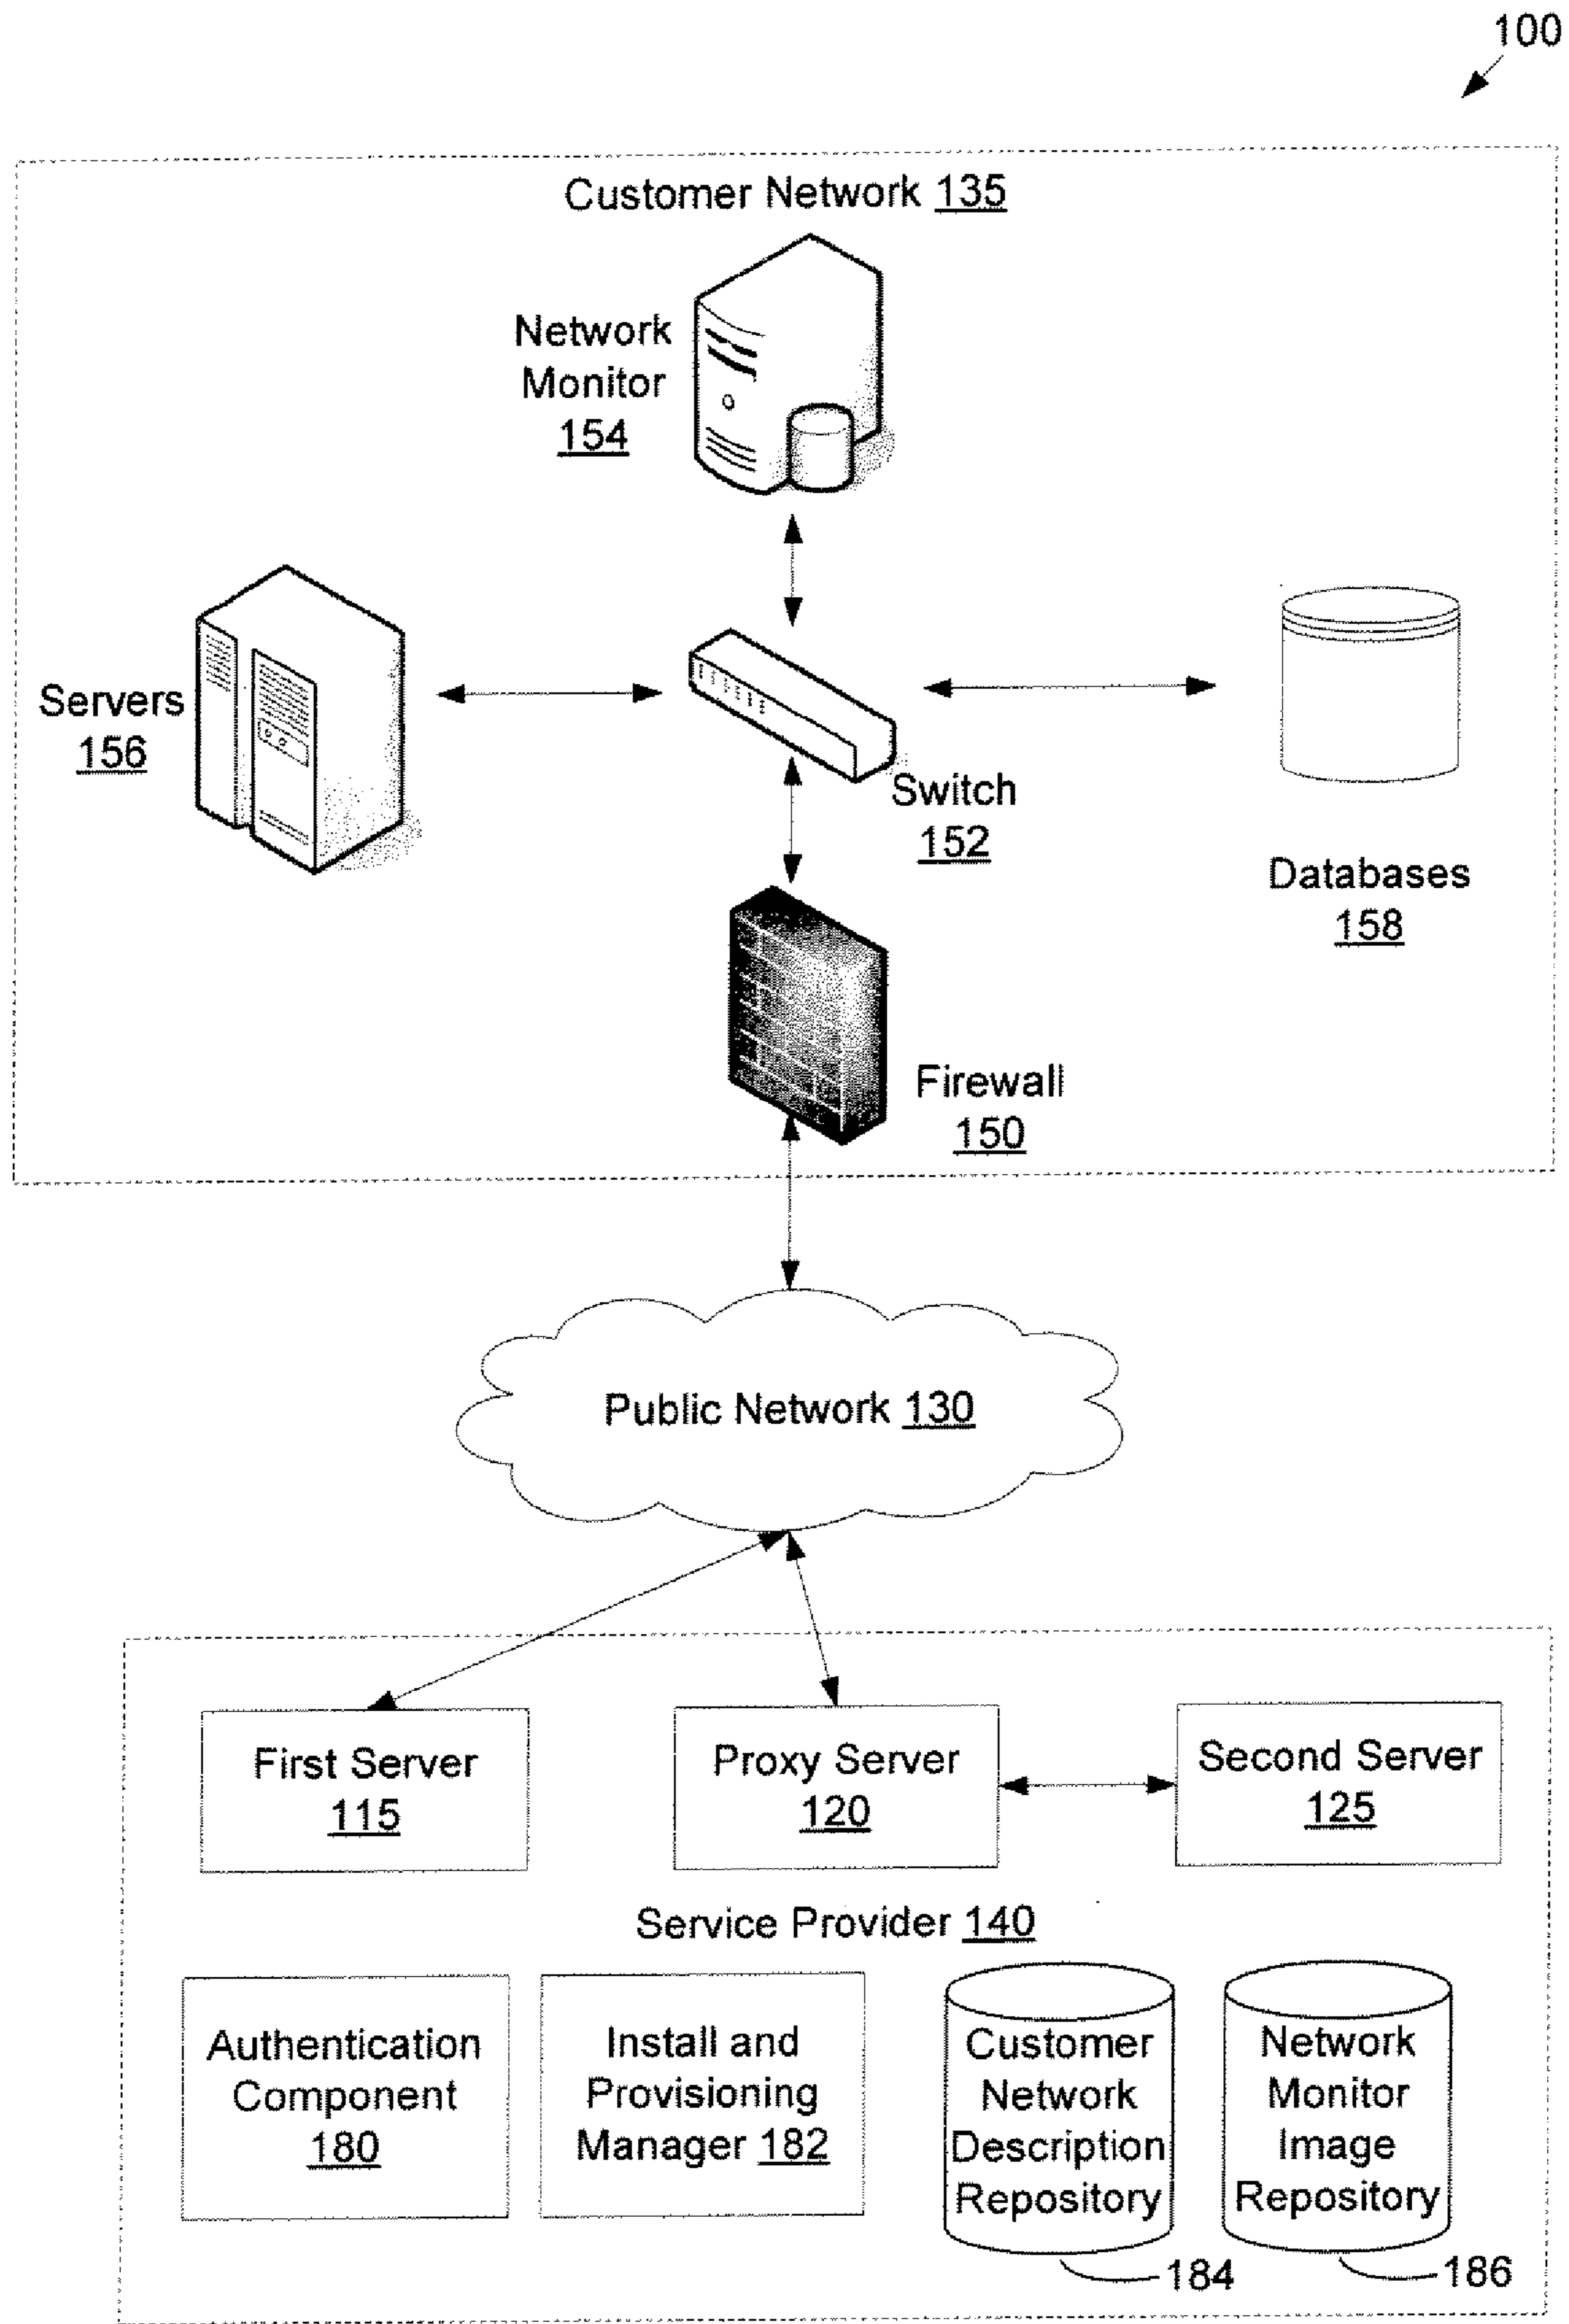 100
Customer Network 135
Network
Monitor
154
Servers
156
Switch
152
Databases
158
Firewall
150
Public Network 130
First Server
115
Proxy Server
120
Second Server
125
Service Provider 140
Authentication
Component
180
Install and
Provisioning
Manager 182
Customer
Network
Description
Repository
184
Network
Monitor
Image
Repository
186